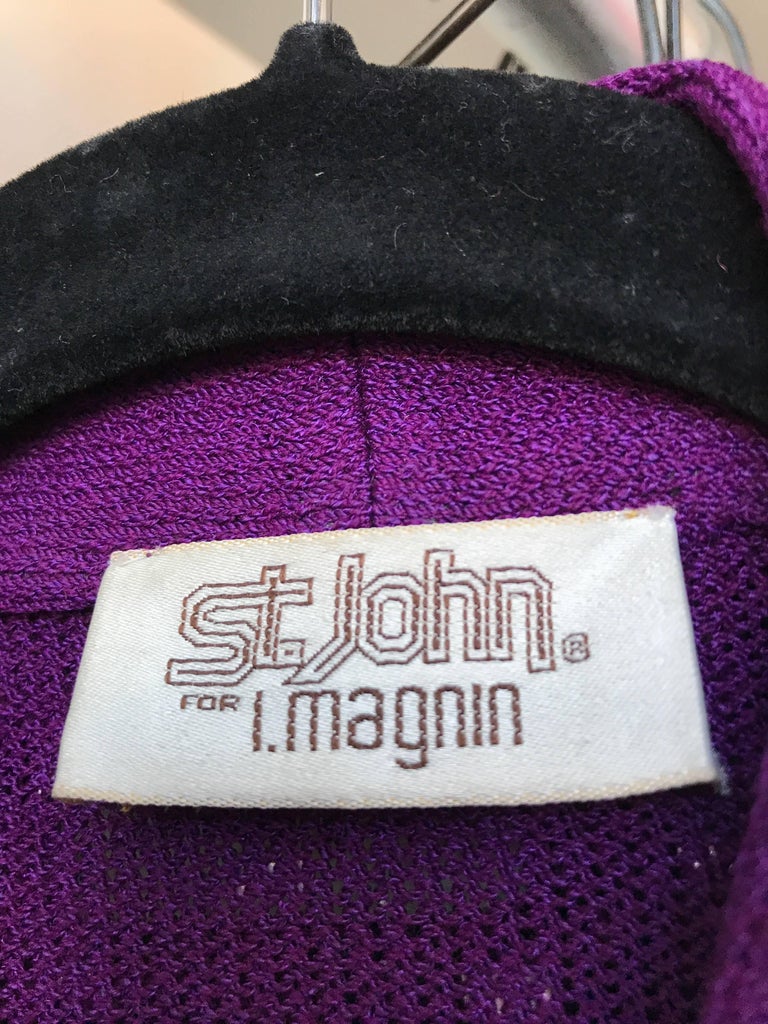 St. John®
FOR I. magnin